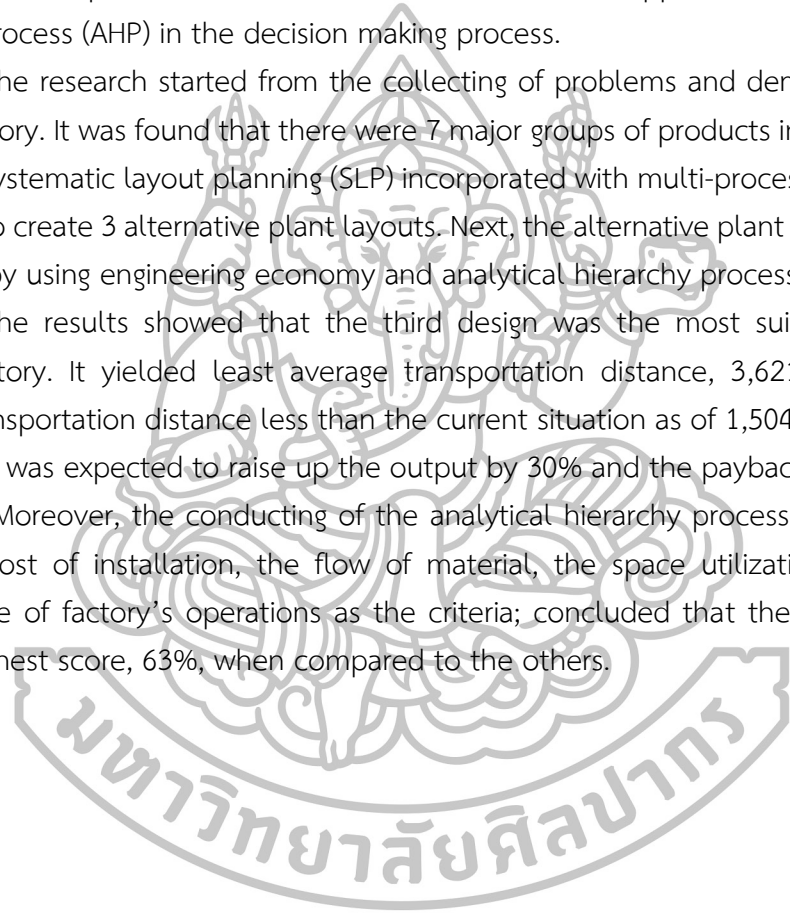 rocess (AHP) in the decision making process.
he research started from the collecting of problems and der
ory. It was found that there were 7 major groups of products in
ystematic layout planning (SLP) incorporated with multi-proces
o create 3 alternative plant layouts. Next, the alternative plant
by using engineering economy and analytical hierarchy process
he results showed that the third design was the most sui
tory. It yielded least average transportation distance, 3,621
nsportation distance less than the current situation as of 1,504
was expected to raise up the output by 30% and the paybac
Moreover, the conducting of the analytical hierarchy process
ost of installation, the flow of material, the space utilizati
e of factory's operations as the criteria; concluded that the
hest score, 63%, when compared to the others.
มหาวิทยาลัยศิลปากร